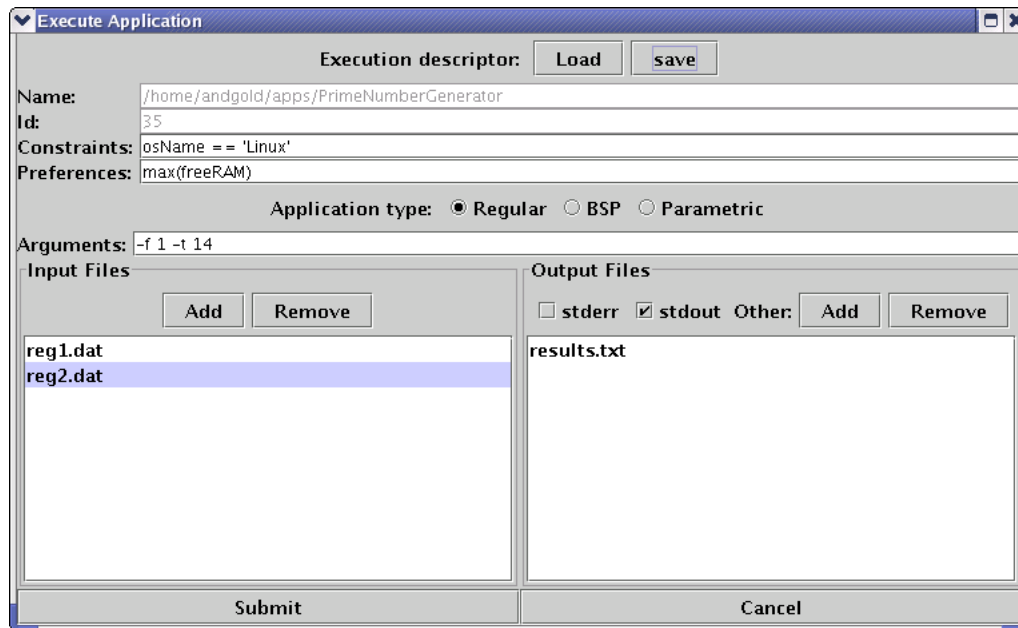 Execute Application
Execution descriptor: Load save
Name: /home/andgold/apps/PrimeNumberGenerator
Id: 35
Constraints: osName == 'Linux'
Preferences: max(freeRAM)
Application type: Regular BSP Parametric
Arguments: -f 1 -t 14
Input Files
Add Remove
reg1.dat
reg2.dat
Output Files
stderr stdout Other: Add Remove
results.txt
Submit Cancel